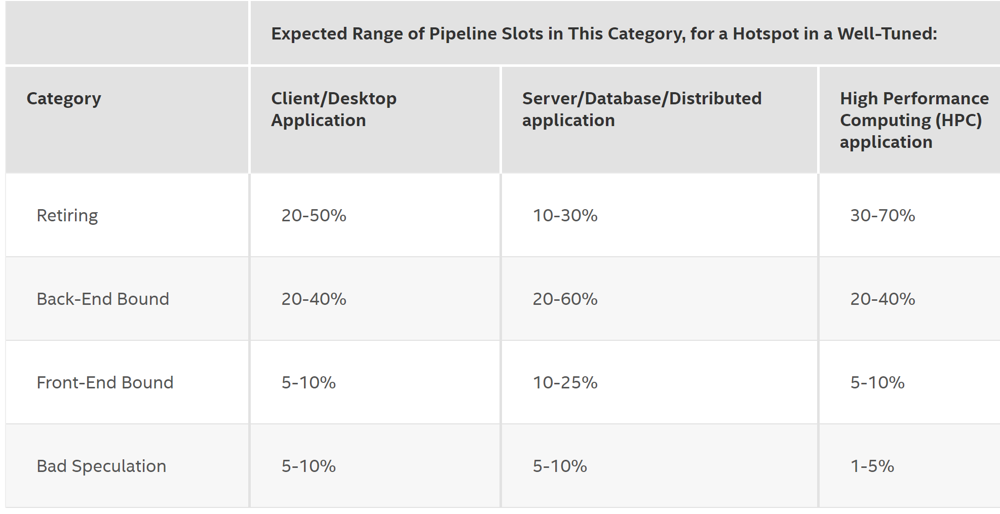 Expected Range of Pipeline Slots in This Category, for a Hotspot in a Well-Tuned:
Category
Client/Desktop
Application
Server/Database/Distributed
application
High Performance
Computing (HPC)
application
Retiring
20-50%
10-30%
30-70%
Back-End Bound
20-40%
20-60%
20-40%
Front-End Bound
5-10%
10-25%
5-10%
Bad Speculation
5-10%
5-10%
1-5%